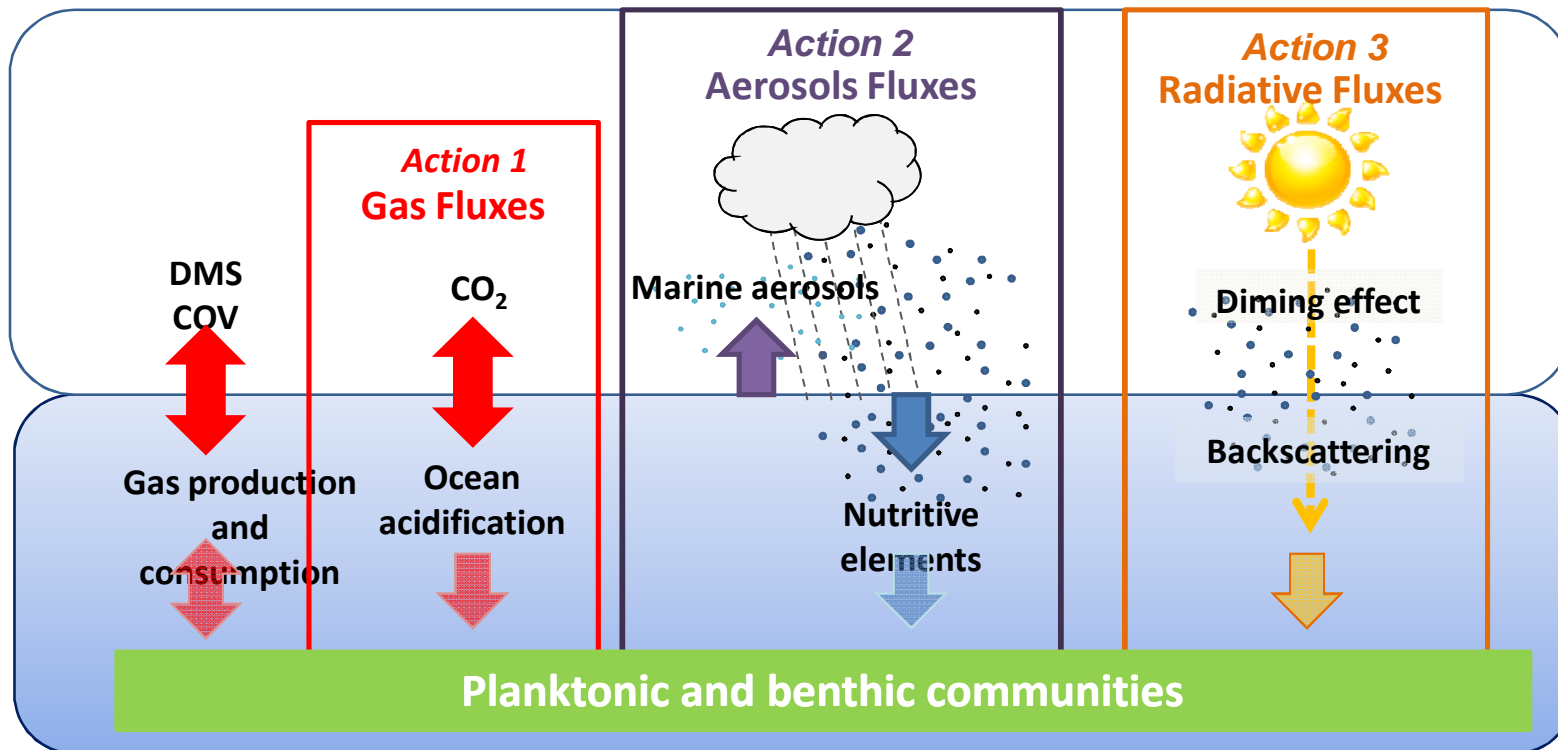 DMS
COV
Gas production
and
consumption
Action 1
Gas Fluxes
CO₂
Ocean
acidification
Action 2
Aerosols Fluxes
Marine aerosols
Nutritive
elements
Action 3
Radiative Fluxes
Diming effect
Backscattering
Planktonic and benthic communities